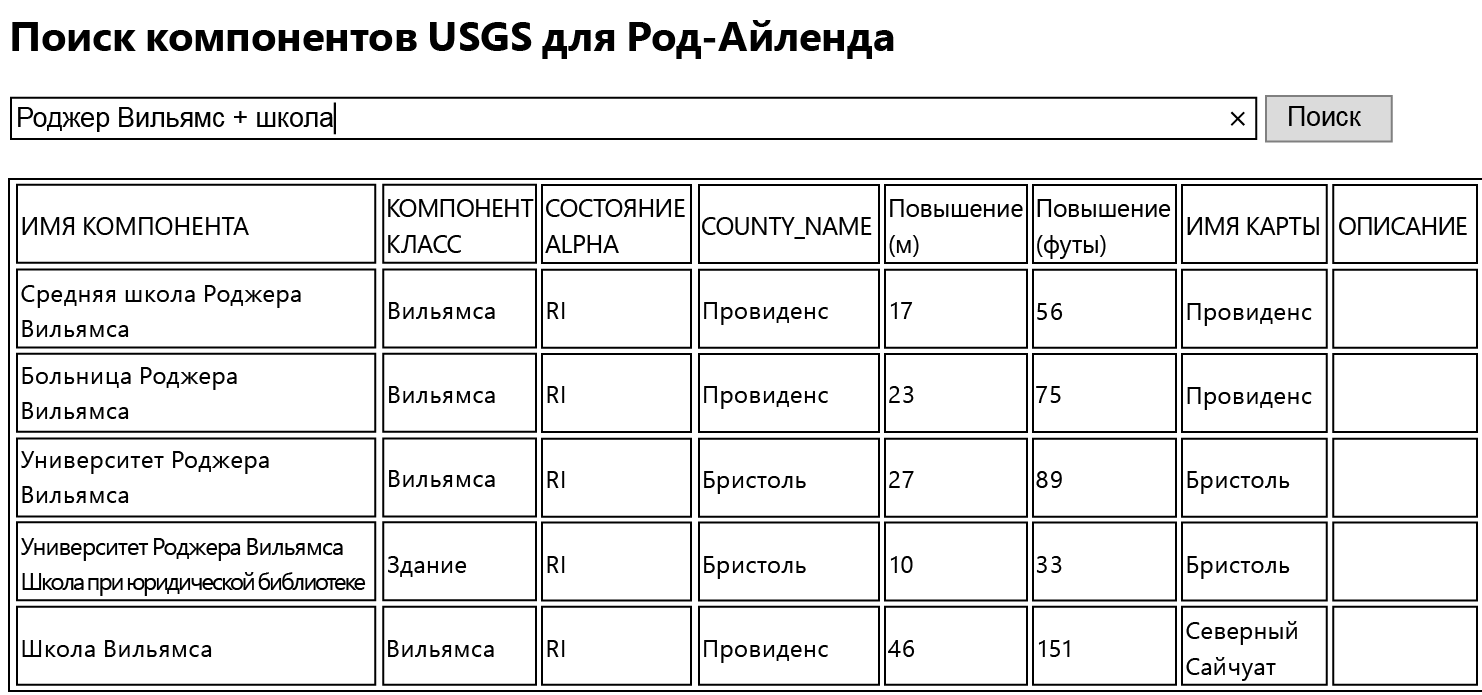 Поиск компонентов USGS для Род-Айленда
Роджер Вильямс + школа × Поиск
ИМЯ КОМПОНЕНТА КОМПОНЕНТ КЛАСС СОСТОЯНИЕ ALPHA COUNTY_NAME Повышение (м) Повышение (футы) ИМЯ КАРТЫ ОПИСАНИЕ
Средняя школа Роджера Вильямса Вильямса RI Провиденс 17 56 Провиденс
Больница Роджера Вильямса Вильямса RI Провиденс 23 75 Провиденс
Университет Роджера Вильямса Вильямса RI Бристоль 27 89 Бристоль
Университет Роджера Вильямса Школа при юридической библиотеке Здание RI Бристоль 10 33 Бристоль
Школа Вильямса Вильямса RI Провиденс 46 151 Северный Сайчуат